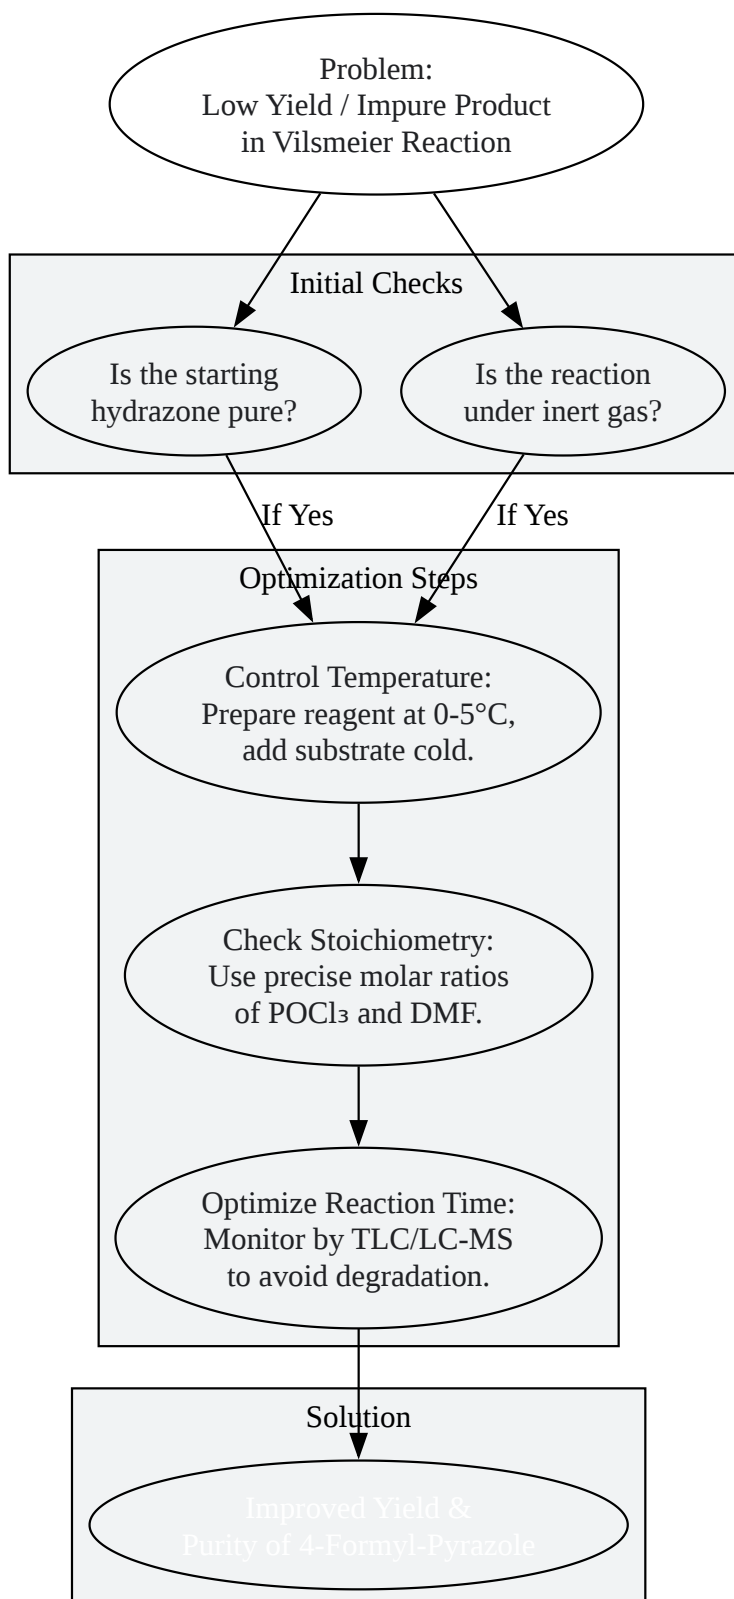 Problem:
Low Yield / Impure Product
in Vilsmeier Reaction
Initial Checks
Is the starting
hydrazone pure?
Is the reaction
under inert gas?
If Yes
If Yes
Optimization Steps
Control Temperature:
Prepare reagent at 0-5°C,
add substrate cold.
Check Stoichiometry:
Use precise molar ratios
of POCl₃ and DMF.
Optimize Reaction Time:
Monitor by TLC/LC-MS
to avoid degradation.
Solution
Improved Yield &
Purity of 4-Formyl-Pyrazole